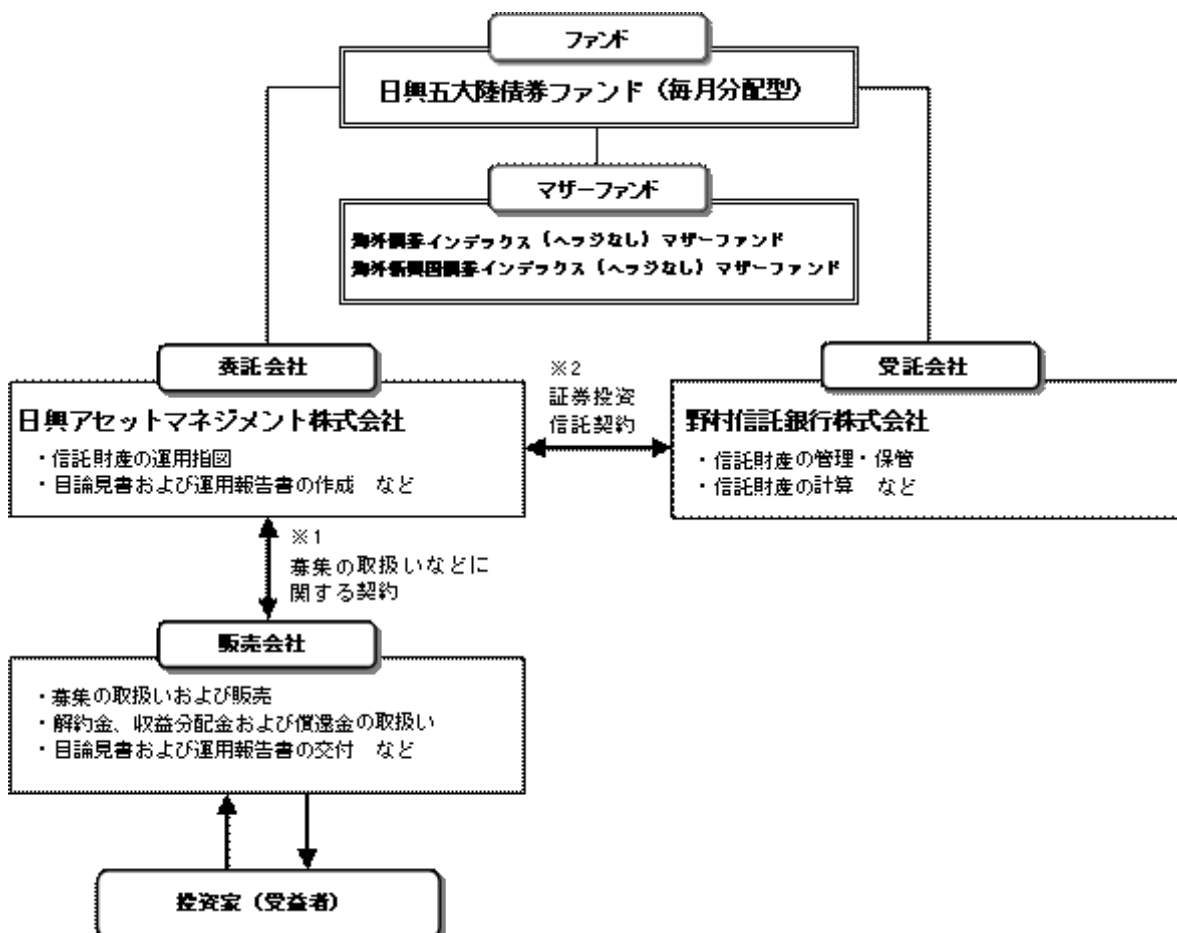 ファンド
日興五大陸債券ファンド（毎月分配型）
マザーファンド
海外債券インデックス（ヘッジなし）マザーファンド
海外新興国債券インデックス（ヘッジなし）マザーファンド
委託会社
日興アセットマネジメント株式会社
・信託財産の運用指図
・目論見書および運用報告書の作成　など
※2
証券投資
信託契約
受託会社
野村信託銀行株式会社
・信託財産の管理・保管
・信託財産の計算　など
※1
募集の取扱いなどに
関する契約
販売会社
・募集の取扱いおよび販売
・解約金、収益分配金および償還金の取扱い
・目論見書および運用報告書の交付　など
投資家（受益者）